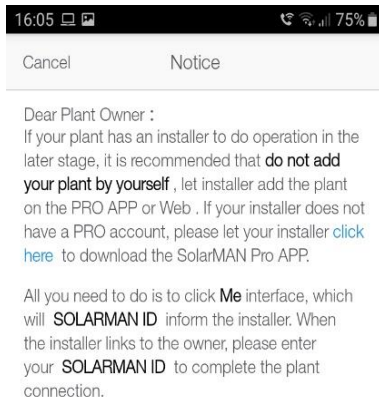 16:05 75%
Cancel Notice
Dear Plant Owner :
If your plant has an installer to do operation in the
later stage, it is recommended that do not add
your plant by yourself , let installer add the plant
on the PRO APP or Web . If your installer does not
have a PRO account, please let your installer click
here to download the SolarMAN Pro APP.
All you need to do is to click Me interface, which
will SOLARMAN ID inform the installer. When
the installer links to the owner, please enter
your SOLARMAN ID to complete the plant
connection.